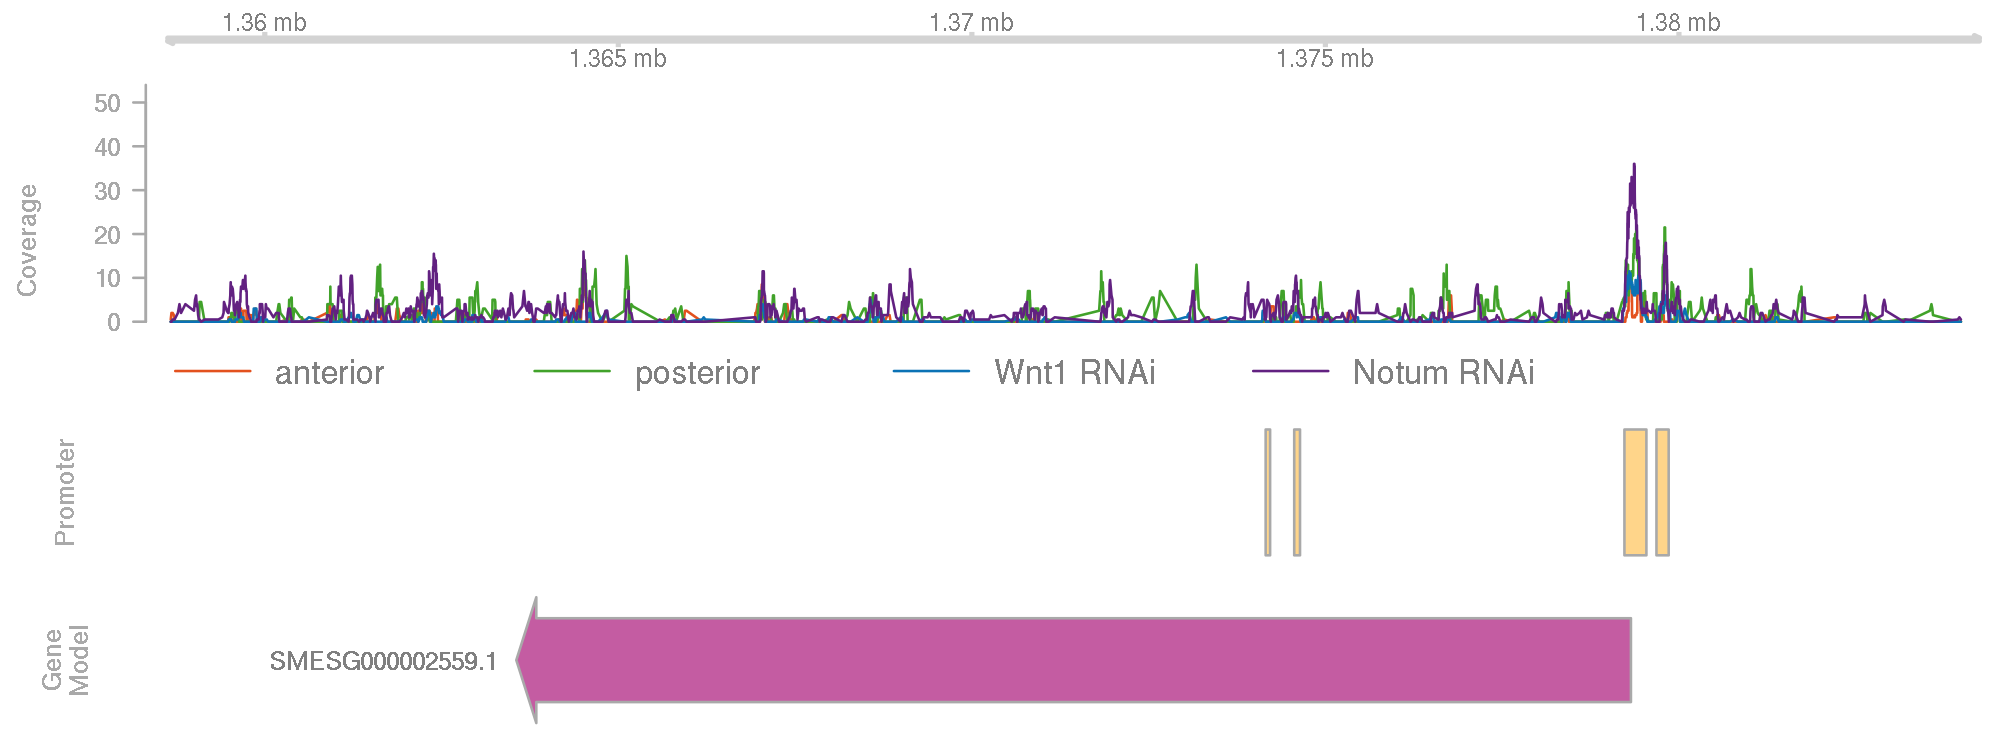 1.36 mb
1.37 mb
1.38 mb
1.365 mb
1.375 mb
Coverage
50
40
30
20
10
0
anterior
posterior
Wnt1 RNAi
Notum RNAi
Promoter
Gene
Model
SMESG000002559.1